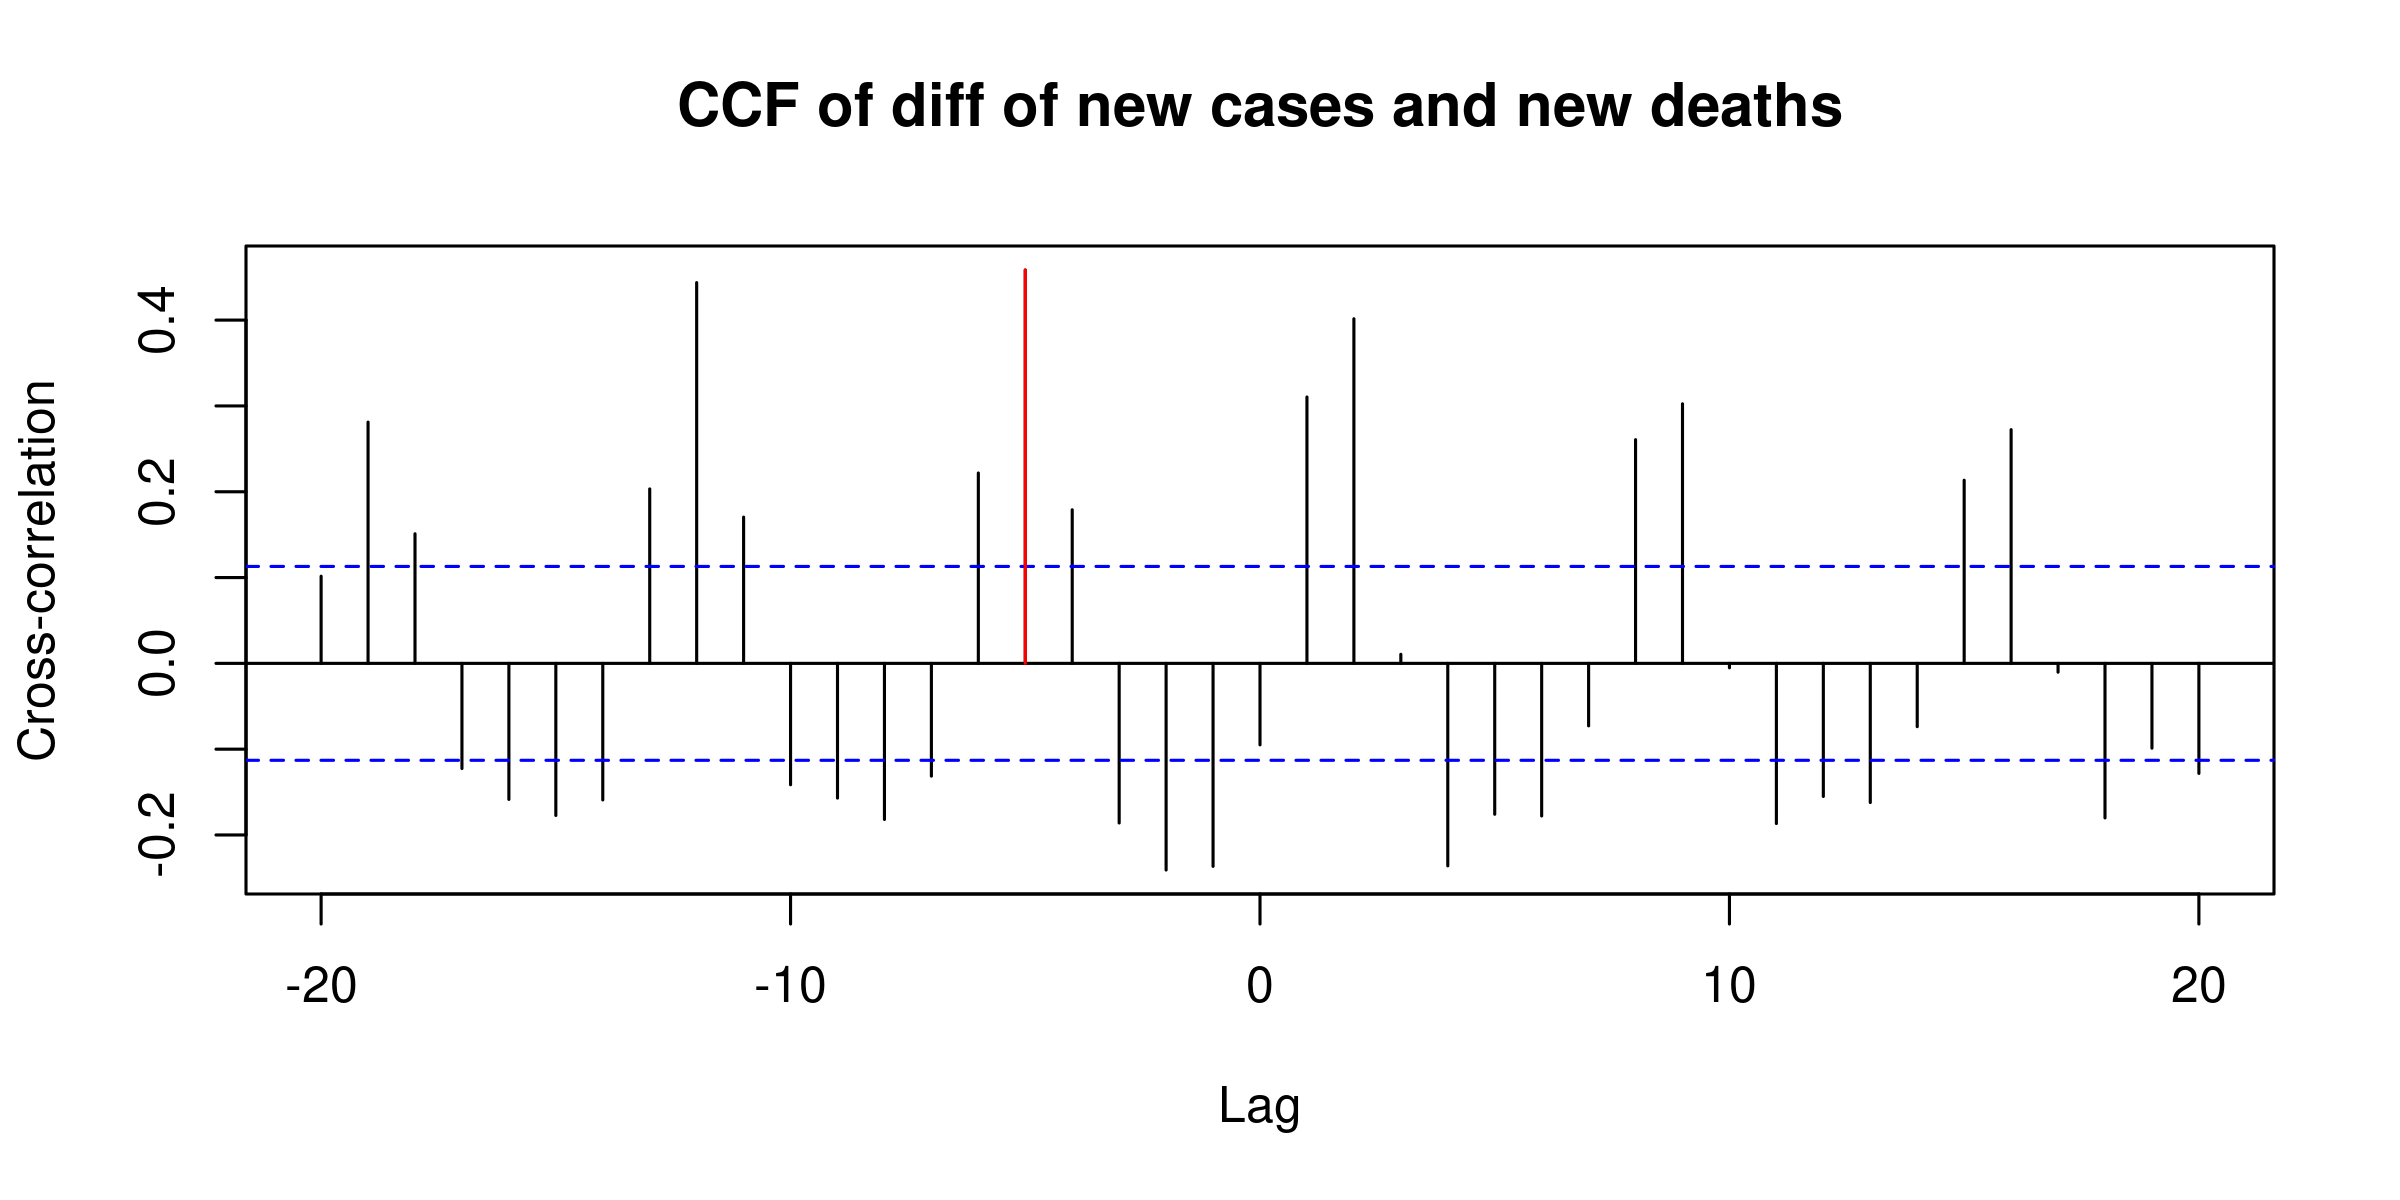 CCF of diff of new cases and new deaths
Cross-correlation
0.4
0.2
0.0
-0.2
-20 -10 0 10 20
Lag